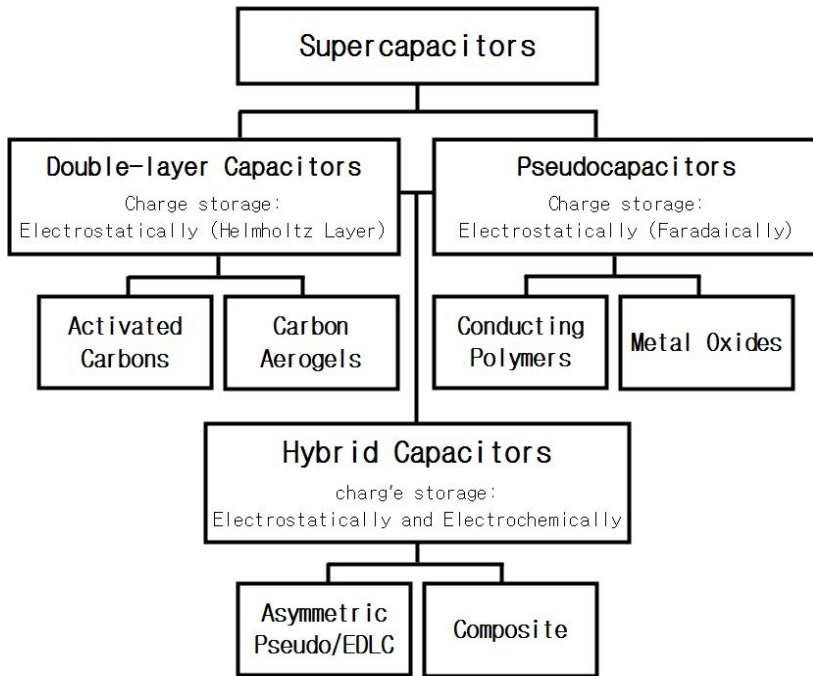 Supercapacitors
Double-layer Capacitors
Charge storage:
Electrostatically (Helmholtz Layer)
Pseudocapacitors
Charge storage:
Electrostatically (Faradaically)
Activated
Carbons
Carbon
Aerogels
Conducting
Polymers
Metal Oxides
Hybrid Capacitors
charg'e storage:
Electrostatically and Electrochemically
Asymmetric
Pseudo/EDLC
Composite